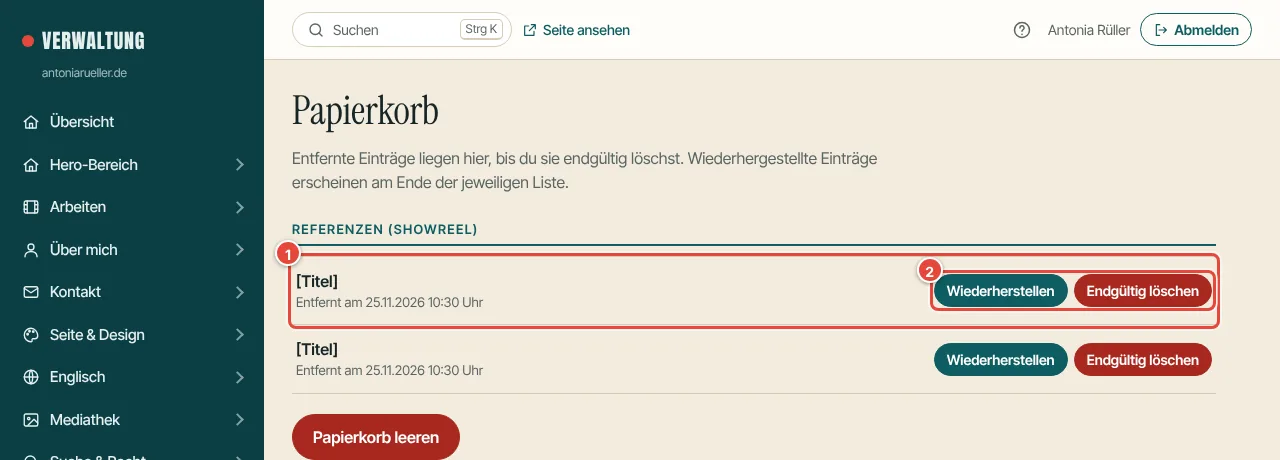 VERWALTUNG
antoniarueller.de
Übersicht
Hero-Bereich
Arbeiten
Über mich
Kontakt
Seite & Design
Englisch
Mediathek
Suchen
Strg K
Seite ansehen
Antonia Rüller
Abmelden
Papierkorb
Entfernte Einträge liegen hier, bis du sie endgültig löschst. Wiederhergestellte Einträge
erscheinen am Ende der jeweiligen Liste.
REFERENZEN (SHOWREEL)
1
[Titel]
Entfernt am 25.11.2026 10:30 Uhr
2
Wiederherstellen
Endgültig löschen
[Titel]
Entfernt am 25.11.2026 10:30 Uhr
Wiederherstellen
Endgültig löschen
Papierkorb leeren